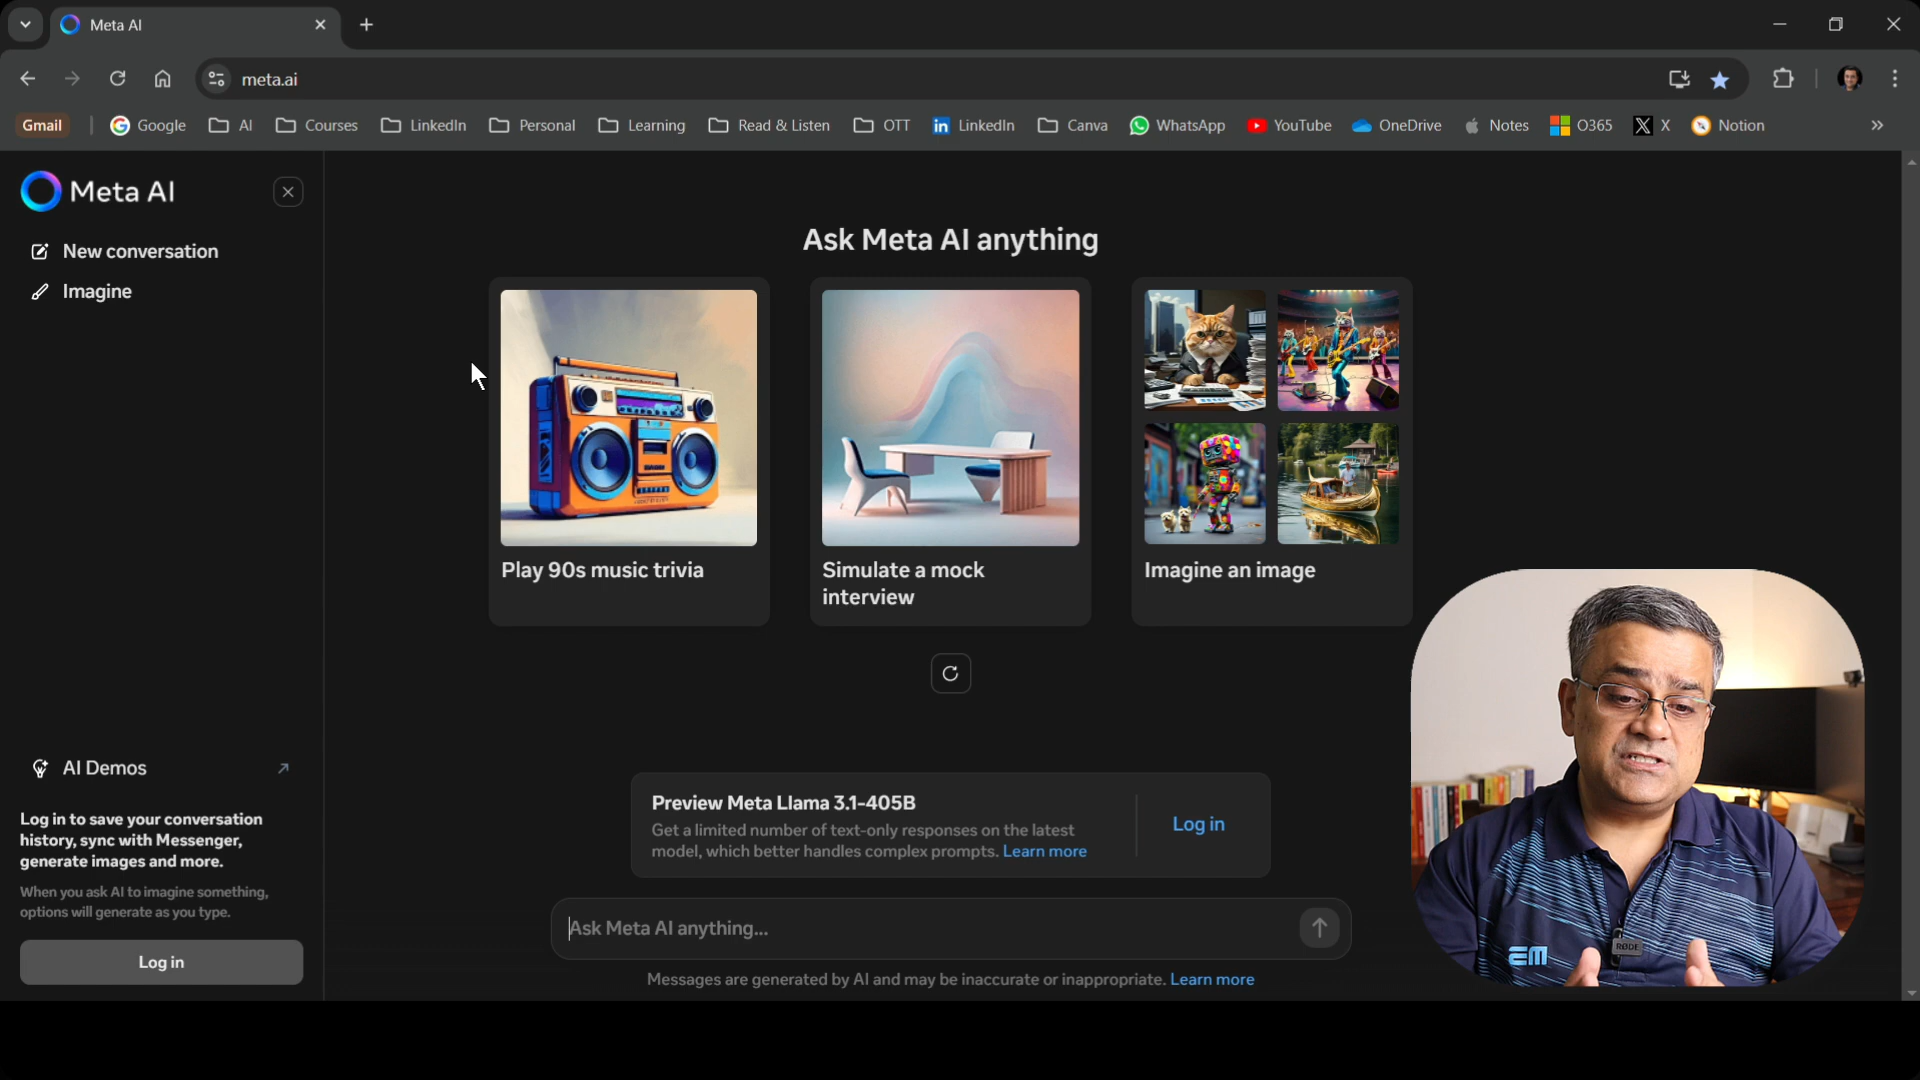 Meta AI
meta.ai
Gmail
Google
AI
Courses
LinkedIn
Personal
Learning
Read & Listen
OTT
LinkedIn
Canva
WhatsApp
YouTube
OneDrive
Notes
O365
X
Notion
Meta AI
New conversation
Imagine
Ask Meta AI anything
Play 90s music trivia
Simulate a mock
interview
Imagine an image
AI Demos
Log in to save your conversation
history, sync with Messenger,
generate images and more.
When you ask AI to imagine something,
options will generate as you type.
Log in
Preview Meta Llama 3.1-405B
Get a limited number of text-only responses on the latest
model, which better handles complex prompts. Learn more
Log in
Ask Meta AI anything...
Messages are generated by AI and may be inaccurate or inappropriate. Learn more
EM
RØDE